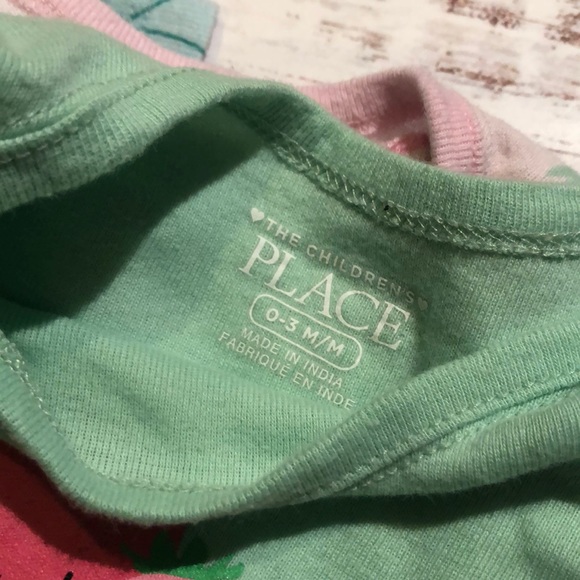 THE CHILDREN'S
PLACE
0-3 M/M
MADE IN INDIA
FABRIQUÉ EN INDE